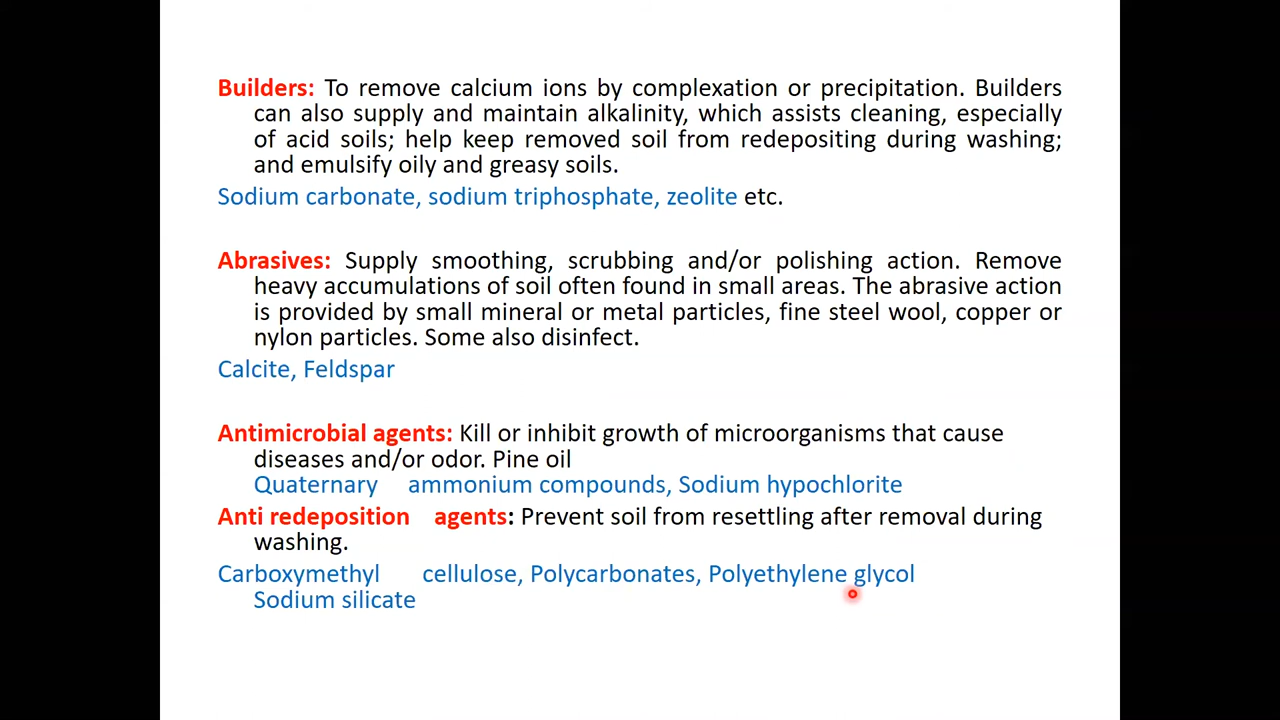 Builders: To remove calcium ions by complexation or precipitation. Builders
can also supply and maintain alkalinity, which assists cleaning, especially
of acid soils; help keep removed soil from redepositing during washing;
and emulsify oily and greasy soils.
Sodium carbonate, sodium triphosphate, zeolite etc.
Abrasives: Supply smoothing, scrubbing and/or polishing action. Remove
heavy accumulations of soil often found in small areas. The abrasive action
is provided by small mineral or metal particles, fine steel wool, copper or
nylon particles. Some also disinfect.
Calcite, Feldspar
Antimicrobial agents: Kill or inhibit growth of microorganisms that cause
diseases and/or odor. Pine oil
Quaternary ammonium compounds, Sodium hypochlorite
Anti redeposition agents: Prevent soil from resettling after removal during
washing.
Carboxymethyl cellulose, Polycarbonates, Polyethylene glycol
Sodium silicate